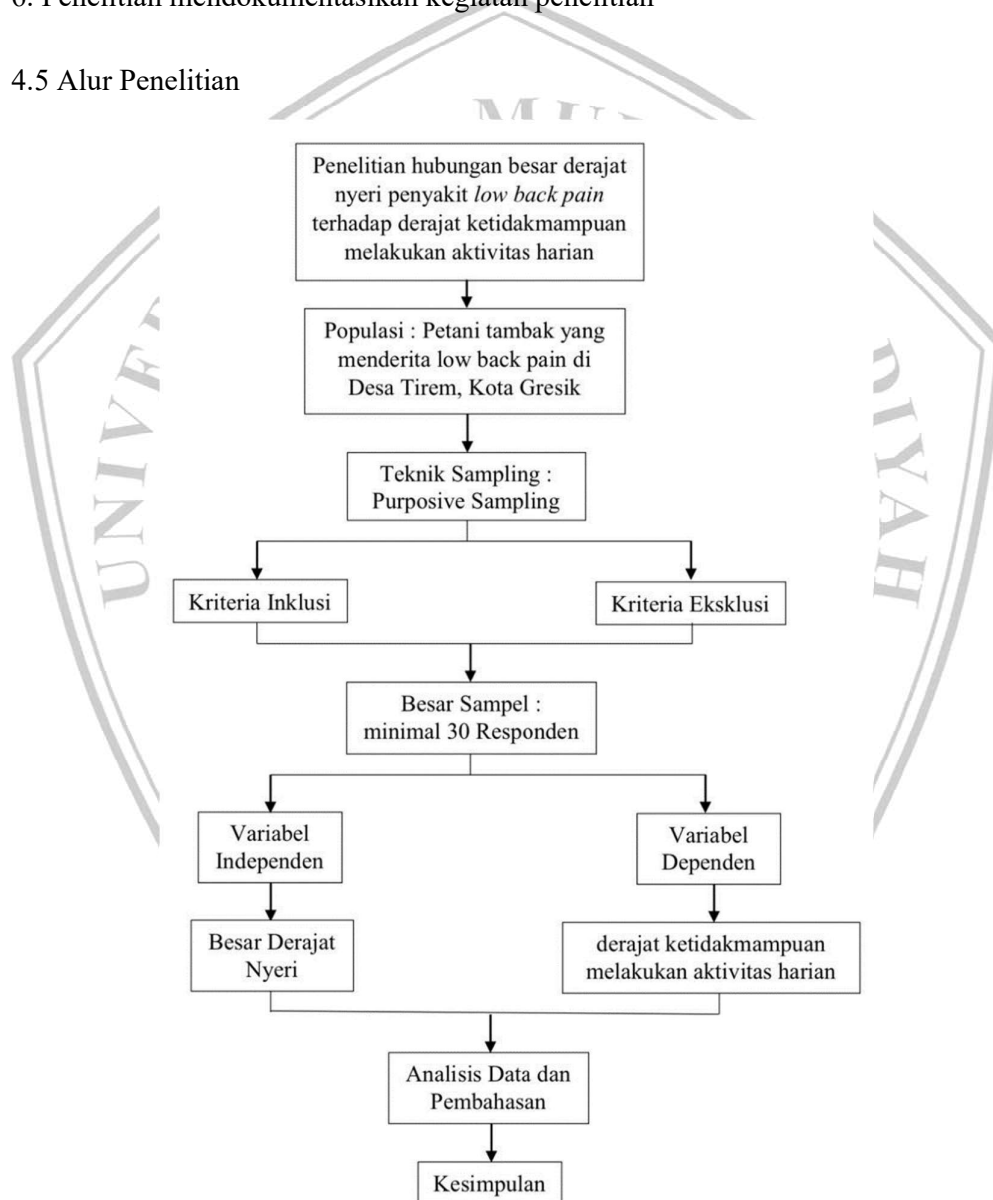 6. Penelitian mendokumentasikan kegiatan penelitian
4.5 Alur Penelitian
Penelitian hubungan besar derajat
nyeri penyakit low back pain
terhadap derajat ketidakmampuan
melakukan aktivitas harian
Populasi : Petani tambak yang
menderita low back pain di
Desa Tirem, Kota Gresik
Teknik Sampling :
Purposive Sampling
Kriteria Inklusi
Kriteria Eksklusi
Besar Sampel :
minimal 30 Responden
Variabel
Independen
Variabel
Dependen
Besar Derajat
Nyeri
derajat ketidakmampuan
melakukan aktivitas harian
Analisis Data dan
Pembahasan
Kesimpulan